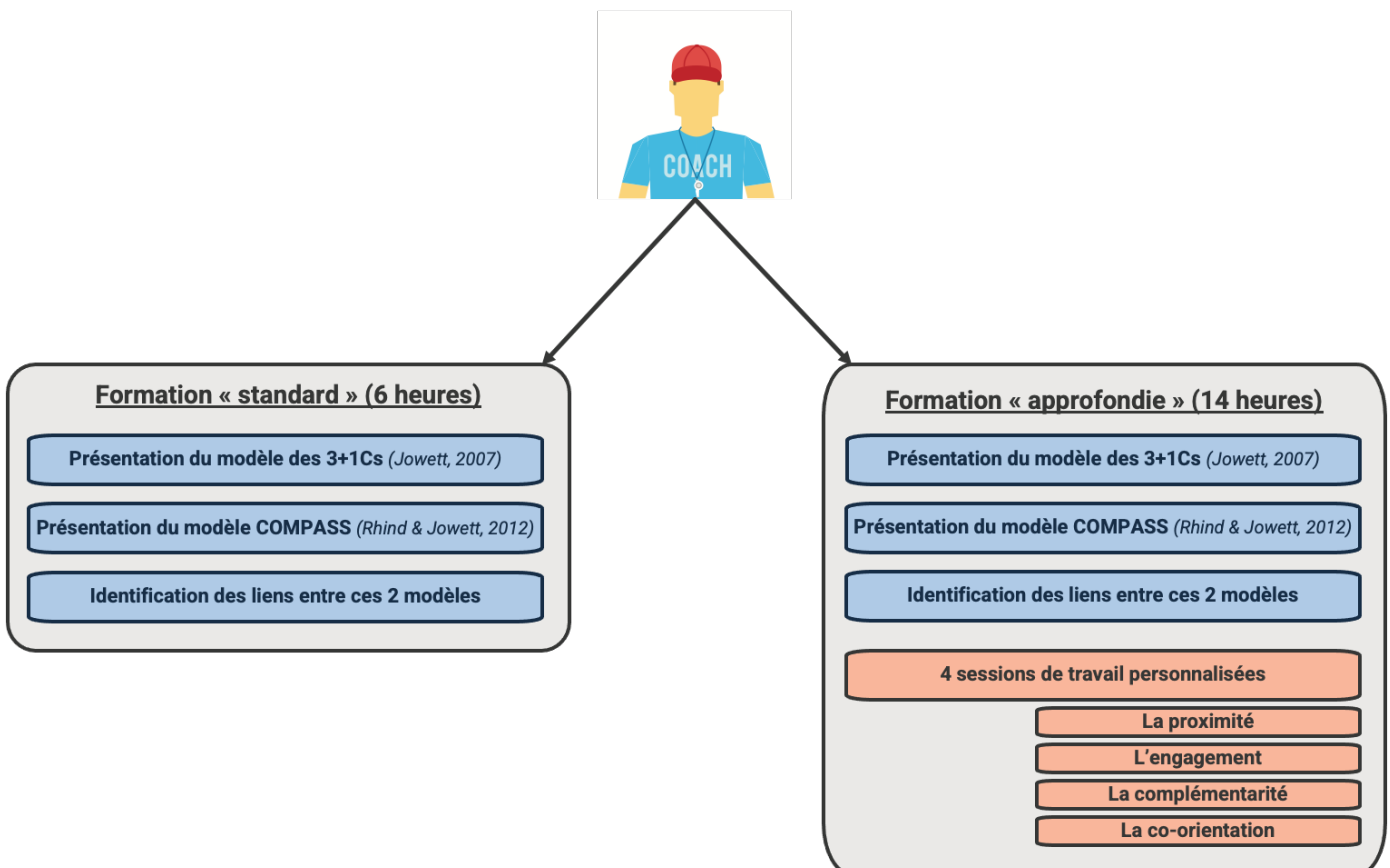 COACH
Formation « standard » (6 heures)
Présentation du modèle des 3+1Cs (Jowett, 2007)
Présentation du modèle COMPASS (Rhind & Jowett, 2012)
Identification des liens entre ces 2 modèles
Formation « approfondie » (14 heures)
Présentation du modèle des 3+1Cs (Jowett, 2007)
Présentation du modèle COMPASS (Rhind & Jowett, 2012)
Identification des liens entre ces 2 modèles
4 sessions de travail personnalisées
La proximité
L’engagement
La complémentarité
La co-orientation